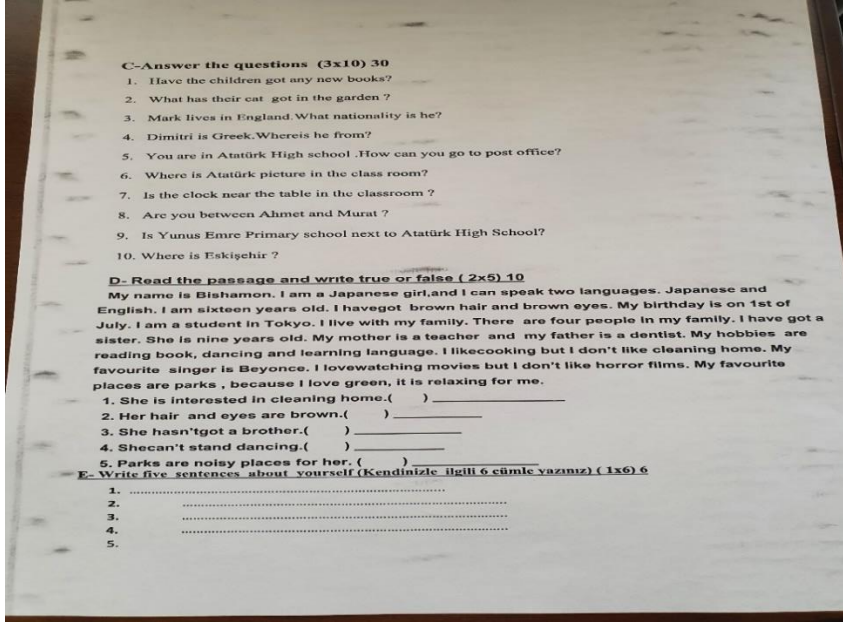 C-Answer the questions (3x10) 30
1. Have the children got any new books?
2. What has their cat got in the garden ?
3. Mark lives in England.What nationality is he?
4. Dimitri is Greek.Whereis he from?
5. You are in Atatürk High school .How can you go to post office?
6. Where is Atatürk picture in the class room?
7. Is the clock near the table in the classroom ?
8. Are you between Ahmet and Murat ?
9. Is Yunus Emre Primary school next to Atatürk High School?
10. Where is Eskişehir ?
D- Read the passage and write true or false ( 2x5) 10
My name is Bishamon. I am a Japanese girl,and I can speak two languages. Japanese and
English. I am sixteen years old. I havegot brown hair and brown eyes. My birthday is on 1st of
July. I am a student in Tokyo. I live with my family. There are four people in my family. I have got a
sister. She is nine years old. My mother is a teacher and my father is a dentist. My hobbies are
reading book, dancing and learning language. I likecooking but I don't like cleaning home. My
favourite singer is Beyonce. I lovewatching movies but I don't like horror films. My favourite
places are parks , because I love green, it is relaxing for me.
1. She is interested in cleaning home.( ) ____________
2. Her hair and eyes are brown.( ) ____________
3. She hasn'tgot a brother.( ) ____________
4. Shecan't stand dancing.( ) ____________
5. Parks are noisy places for her. ( ) ____________
E- Write five sentences about yourself (Kendinizle ilgili 6 cümle yazınız) ( 1x6) 6
1. ............................................................
2. ............................................................
3. ............................................................
4. ............................................................
5.